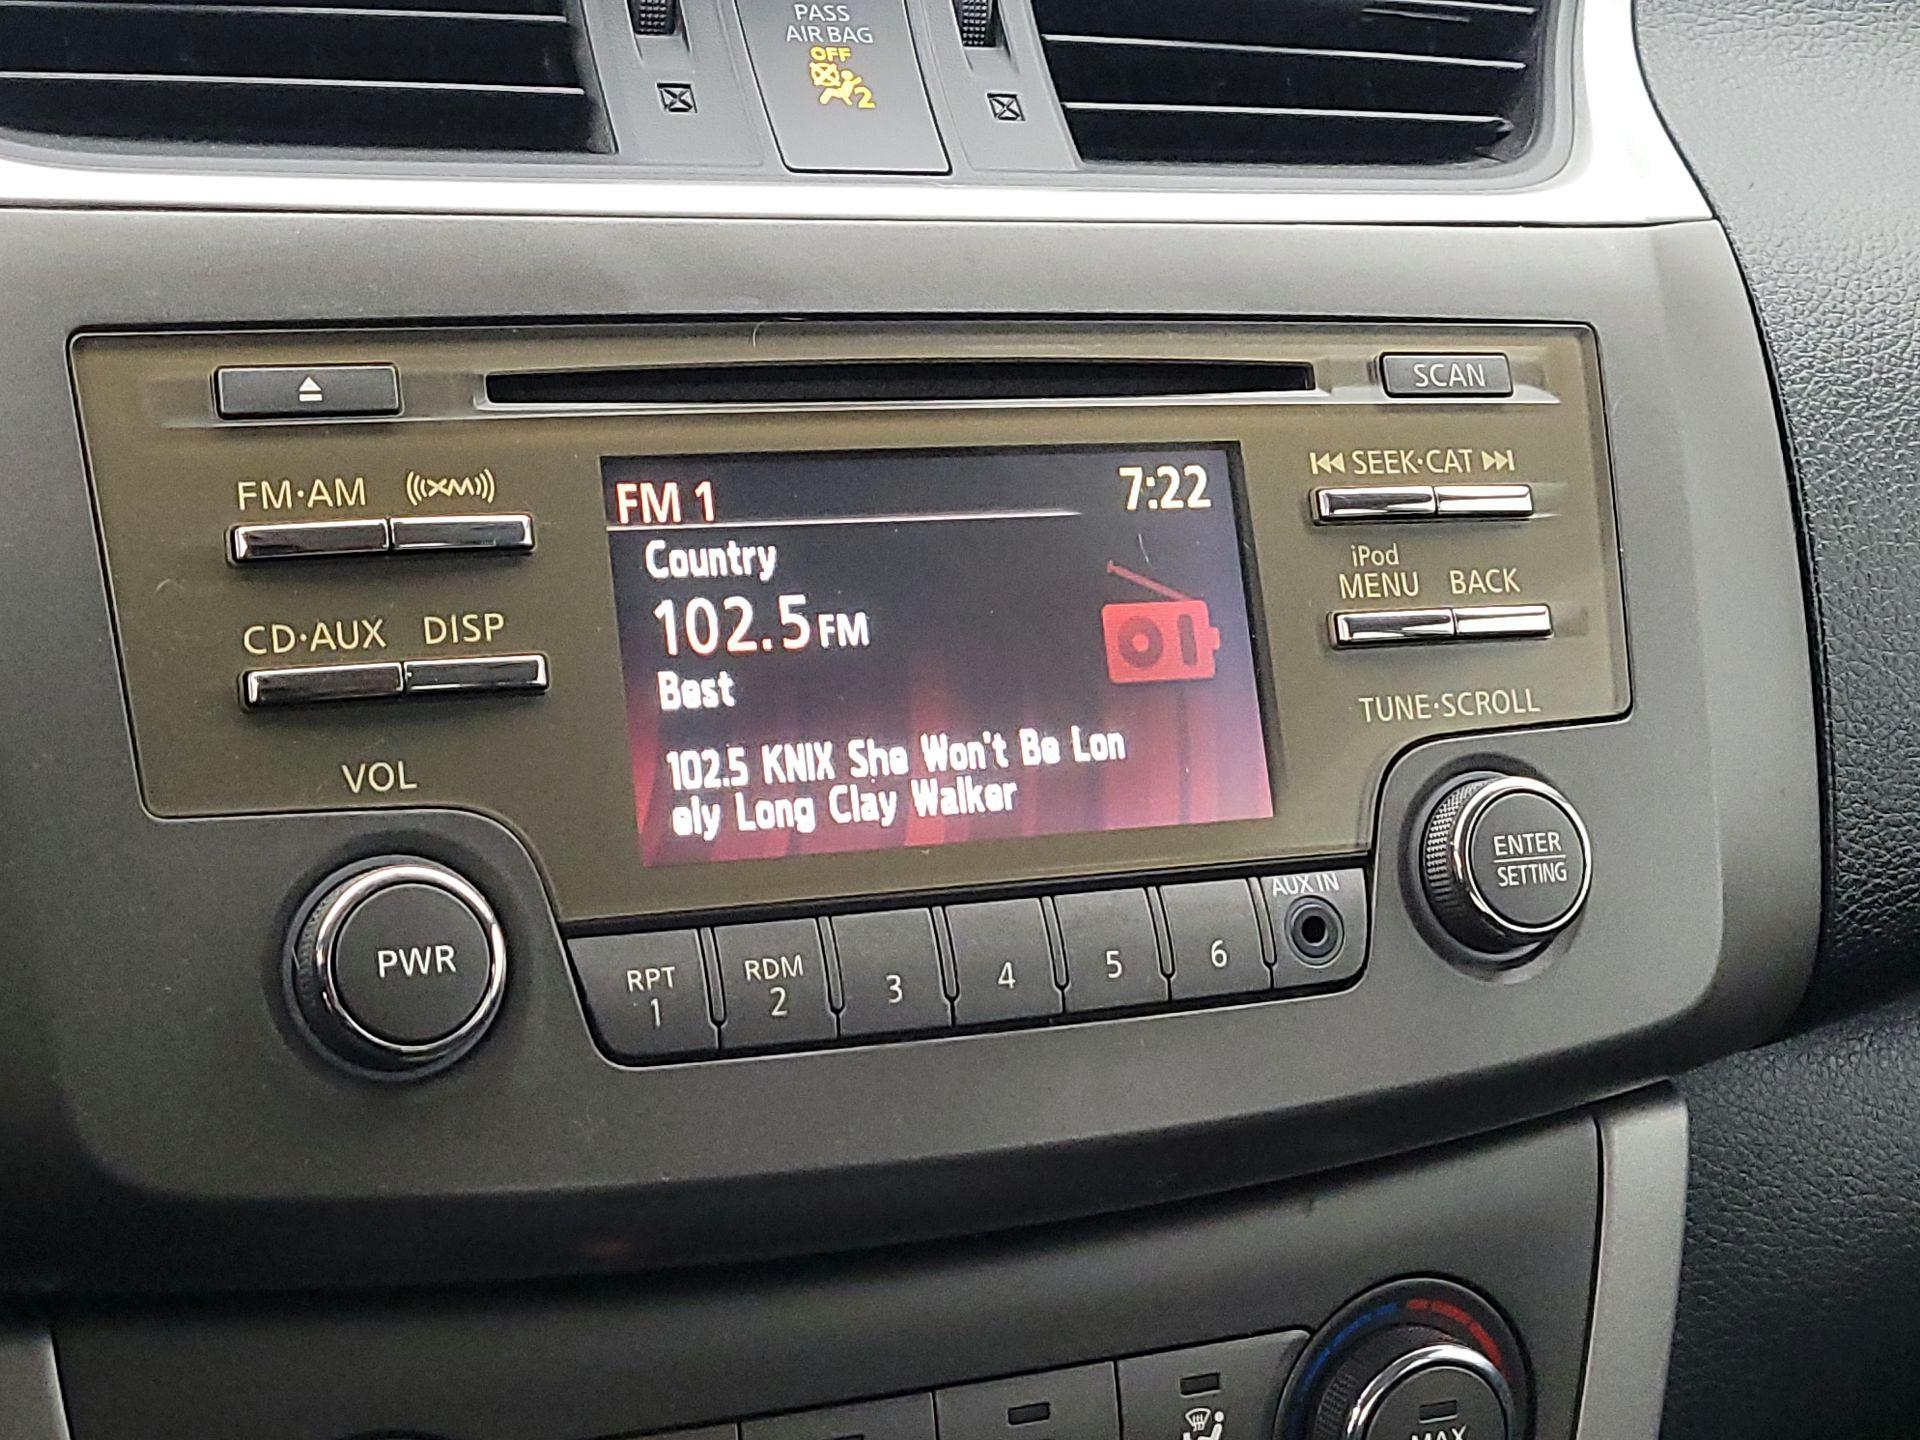 PASS
AIR BAG
OFF
2
SCAN
FM·AM XM
SEEK·CAT
FM 1 7:22
Country
102.5 FM
Best
102.5 KNIX She Won't Be Lon
ely Long Clay Walker
iPod
MENU BACK
CD·AUX DISP
TUNE·SCROLL
VOL
ENTER
SETTING
PWR
RPT
1
RDM
2
3
4
5
6
AUX IN
MAX